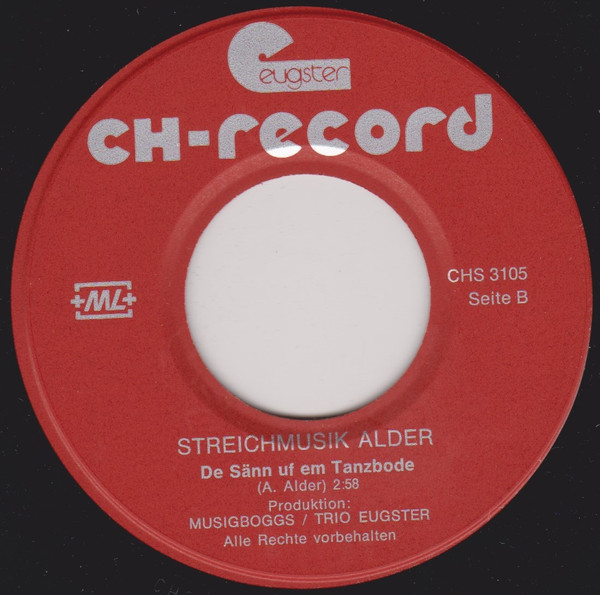 eugster
CH-record
CHS 3105
Seite B
+ML+
STREICHMUSIK ALDER
De Sänn uf em Tanzbode
(A. Alder) 2:58
Produktion:
MUSIGBOGGS / TRIO EUGSTER
Alle Rechte vorbehalten